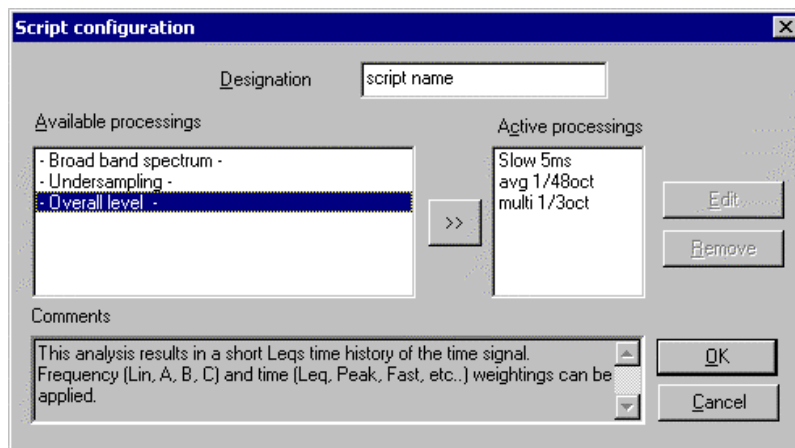 Script configuration
Designation
script name
Available processings
Active processings
- Broad band spectrum -
- Undersampling -
- Overall level  -
>>
Slow 5ms
avg 1/48oct
multi 1/3oct
Edit
Remove
Comments
This analysis results in a short Leqs time history of the time signal.
Frequency (Lin, A, B, C) and time (Leq, Peak, Fast, etc..) weightings can be
applied.
OK
Cancel